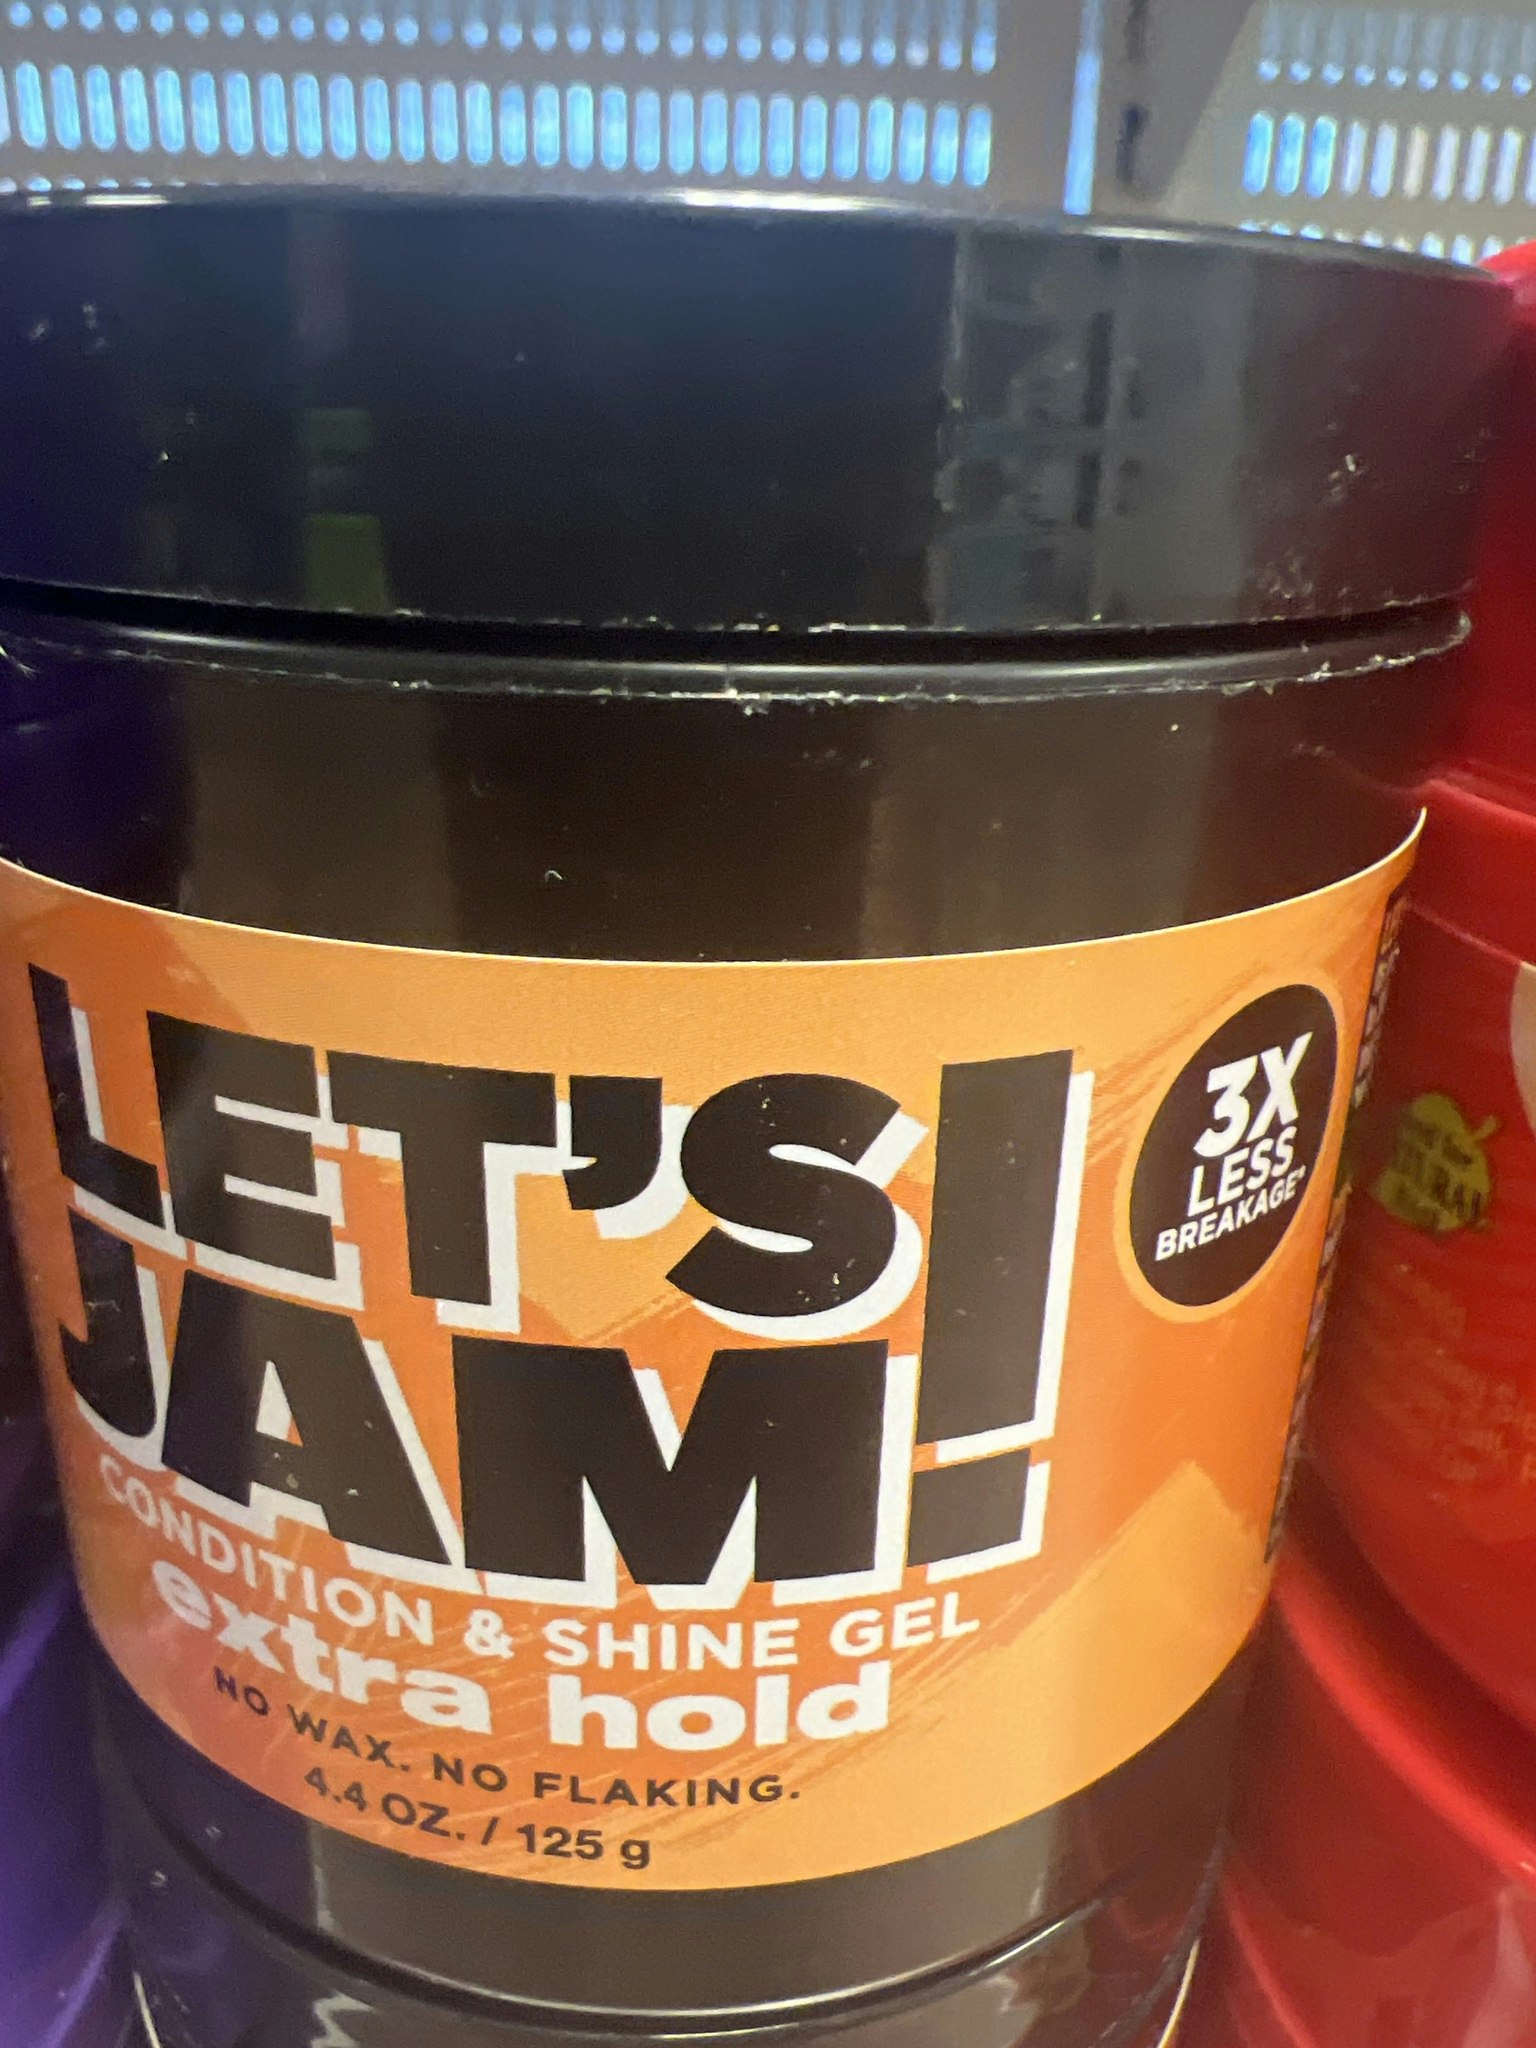 LET'S
JAM!
3X
LESS
BREAKAGE*
CONDITION & SHINE GEL
extra hold
NO WAX. NO FLAKING.
4.4 OZ. / 125 g